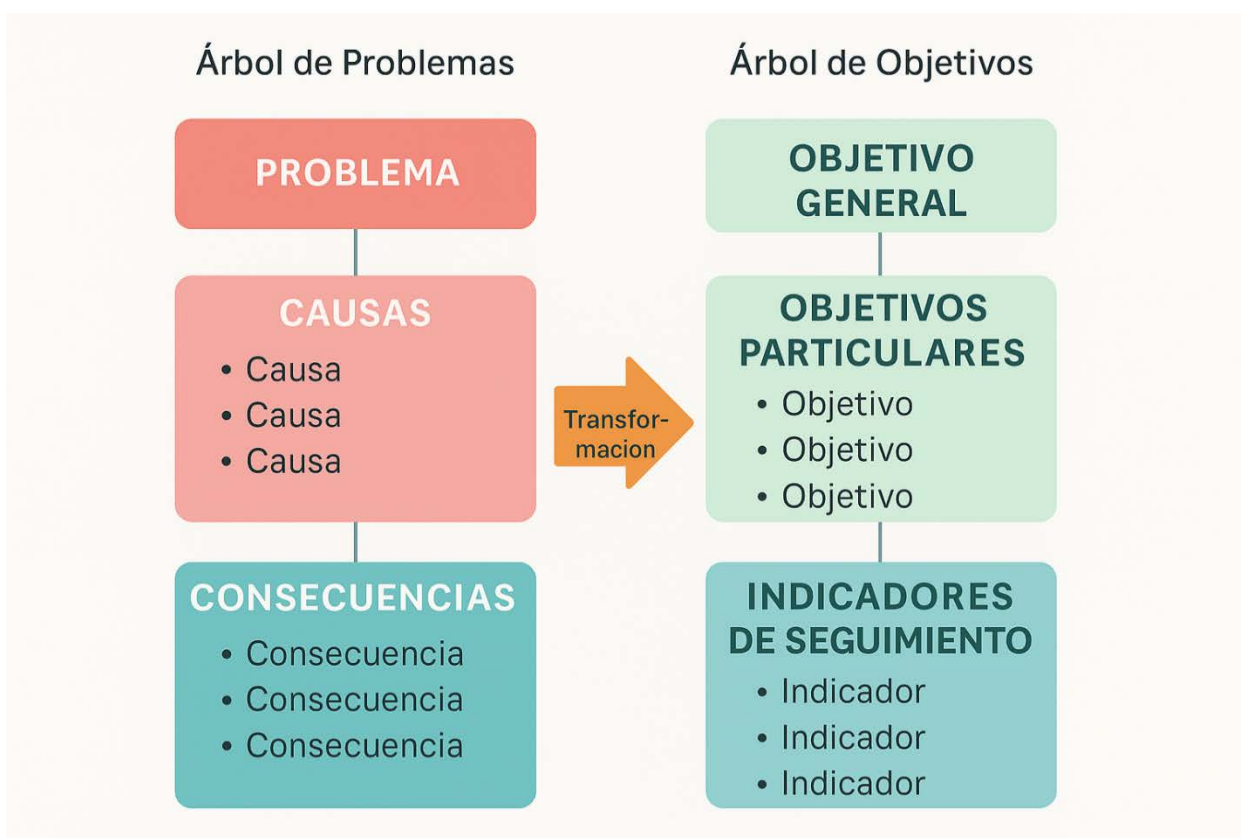 Árbol de Problemas
PROBLEMA
CAUSAS
• Causa
• Causa
• Causa
CONSECUENCIAS
• Consecuencia
• Consecuencia
• Consecuencia
Transfor-
macion
Árbol de Objetivos
OBJETIVO
GENERAL
OBJETIVOS
PARTICULARES
• Objetivo
• Objetivo
• Objetivo
INDICADORES
DE SEGUIMIENTO
• Indicador
• Indicador
• Indicador